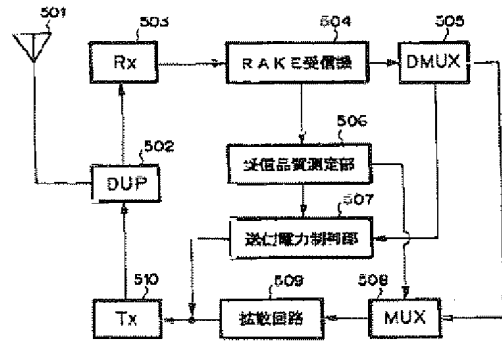 501
503
504
505
Rx
RAKE受信機
DMUX
506
502
受信品質測定部
DUP
507
送付電力制御部
510
509
508
Tx
拡散回路
MUX